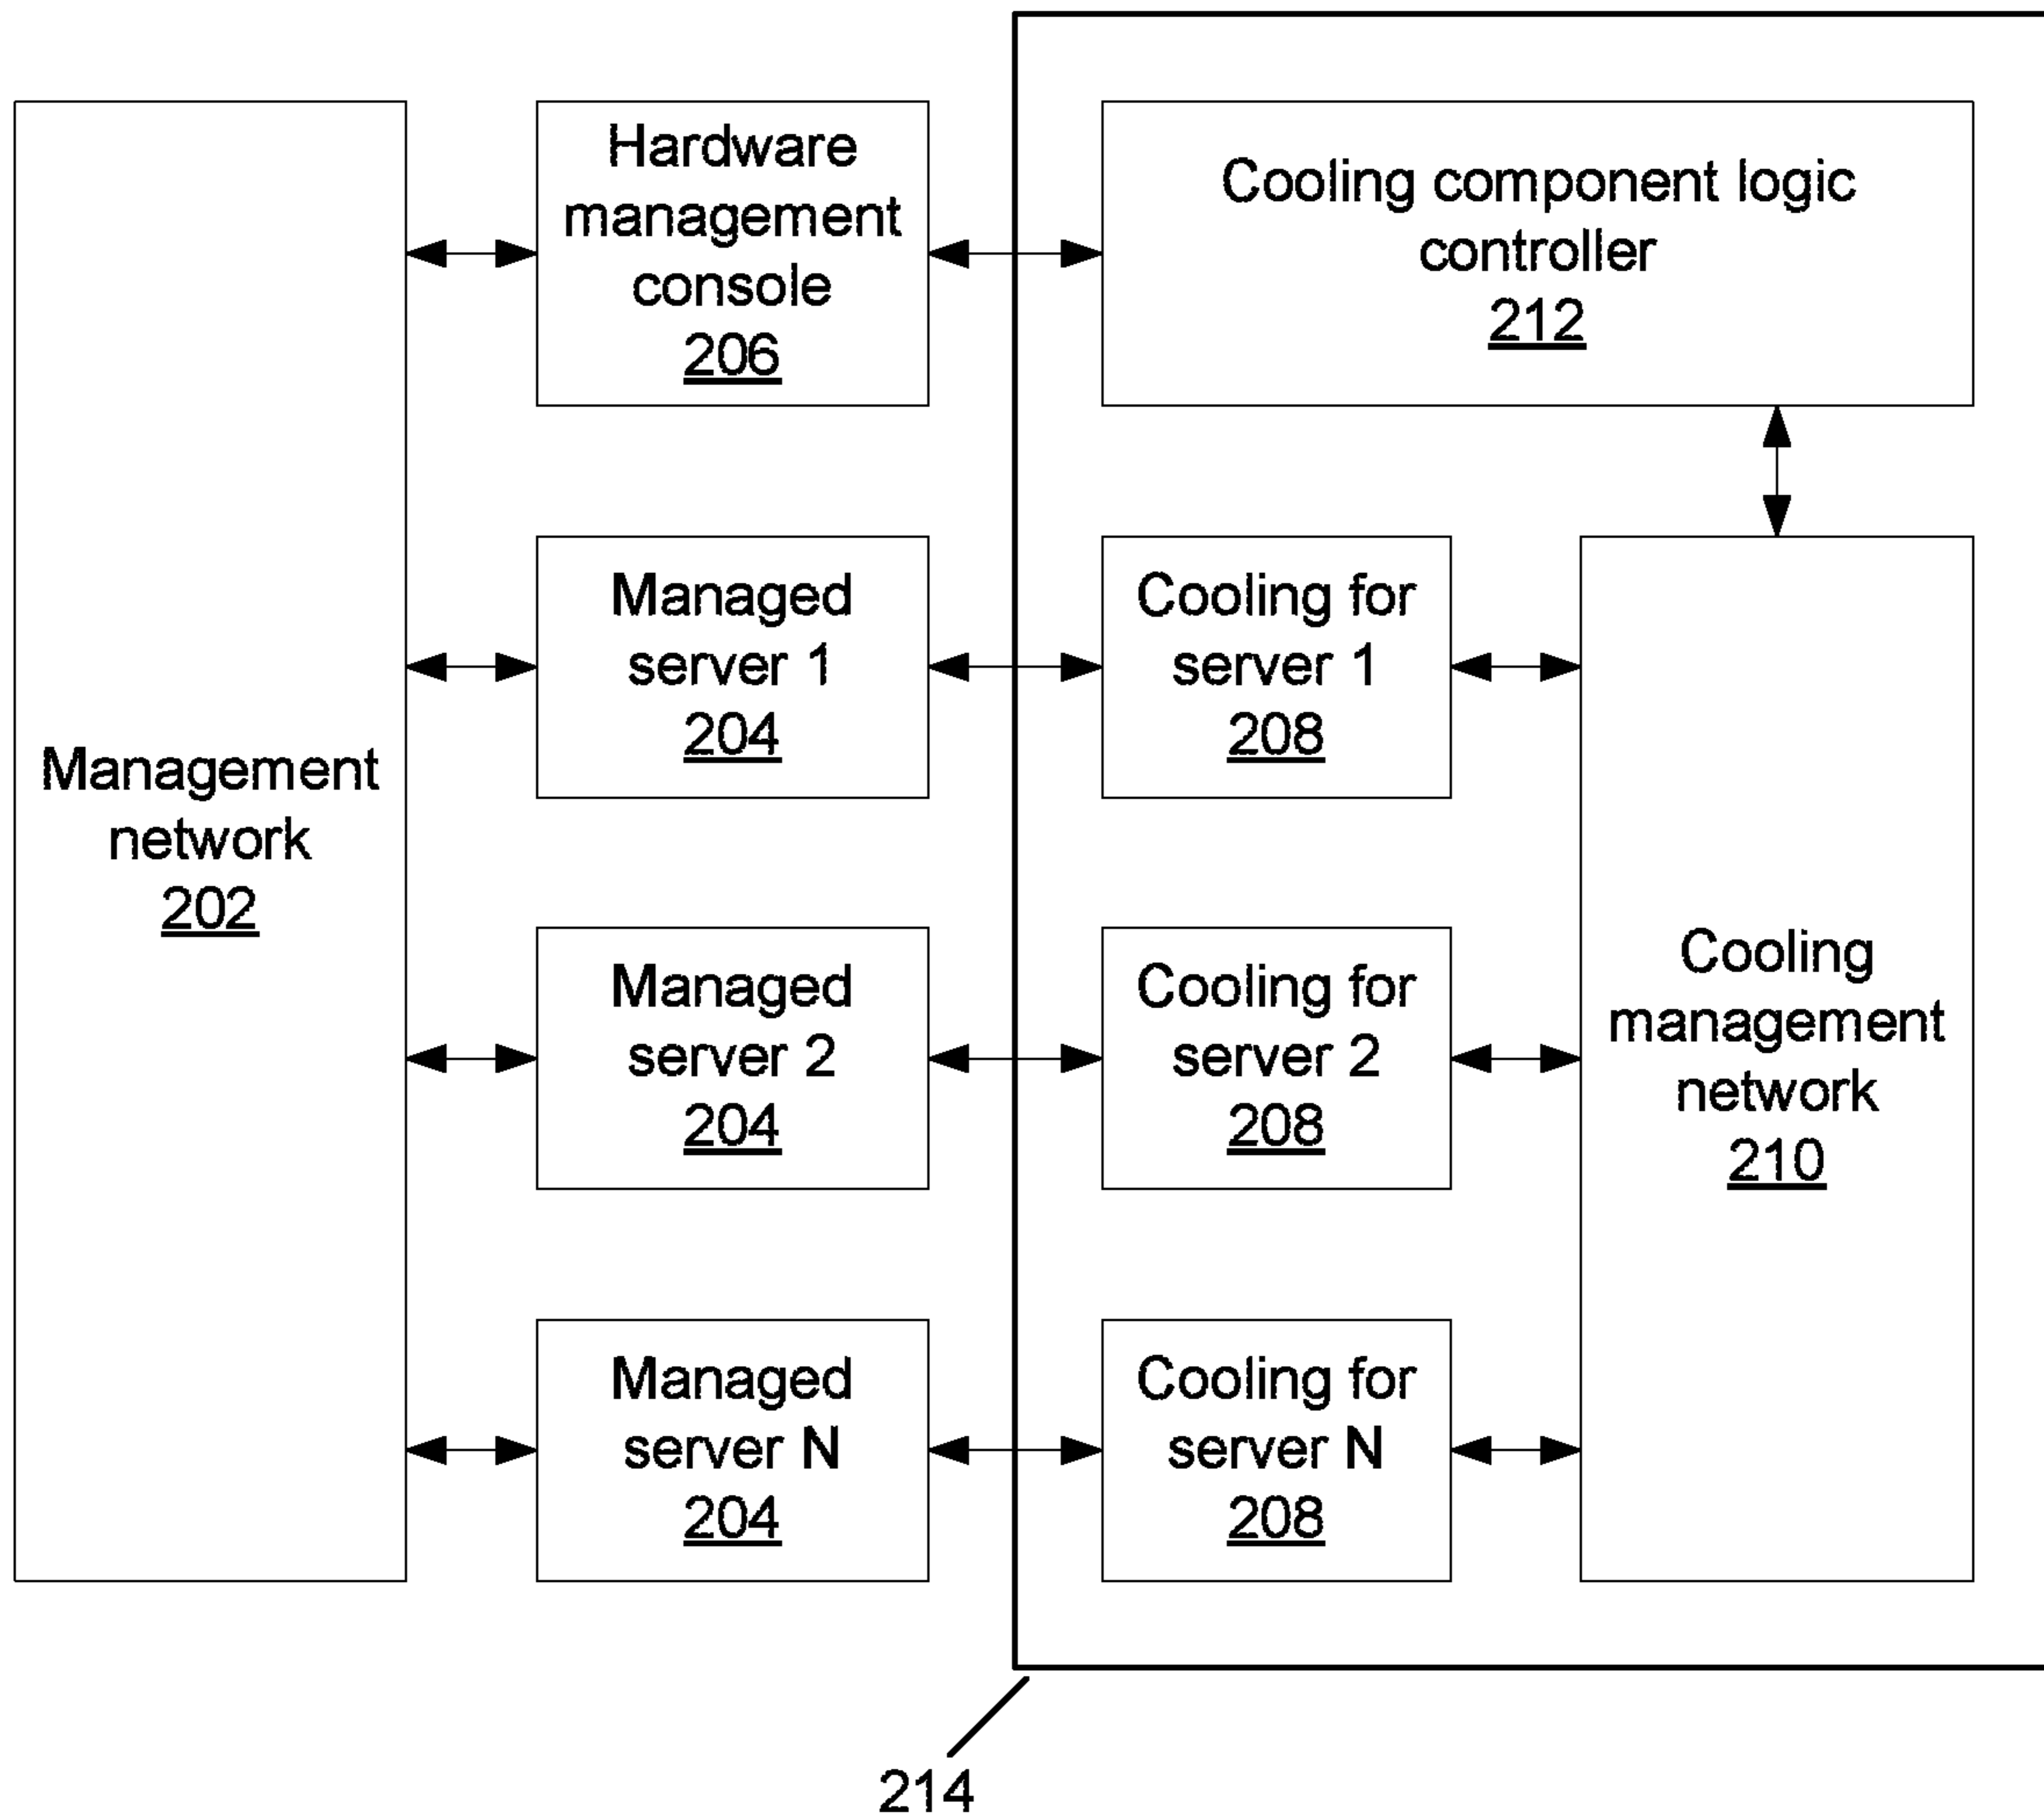 Hardware
management
console
206
Cooling component logic
controller
212
Management
network
202
Managed
server 1
204
Cooling for
server 1
208
Managed
server 2
204
Cooling for
server 2
208
Cooling
management
network
210
Managed
server N
204
Cooling for
server N
208
214